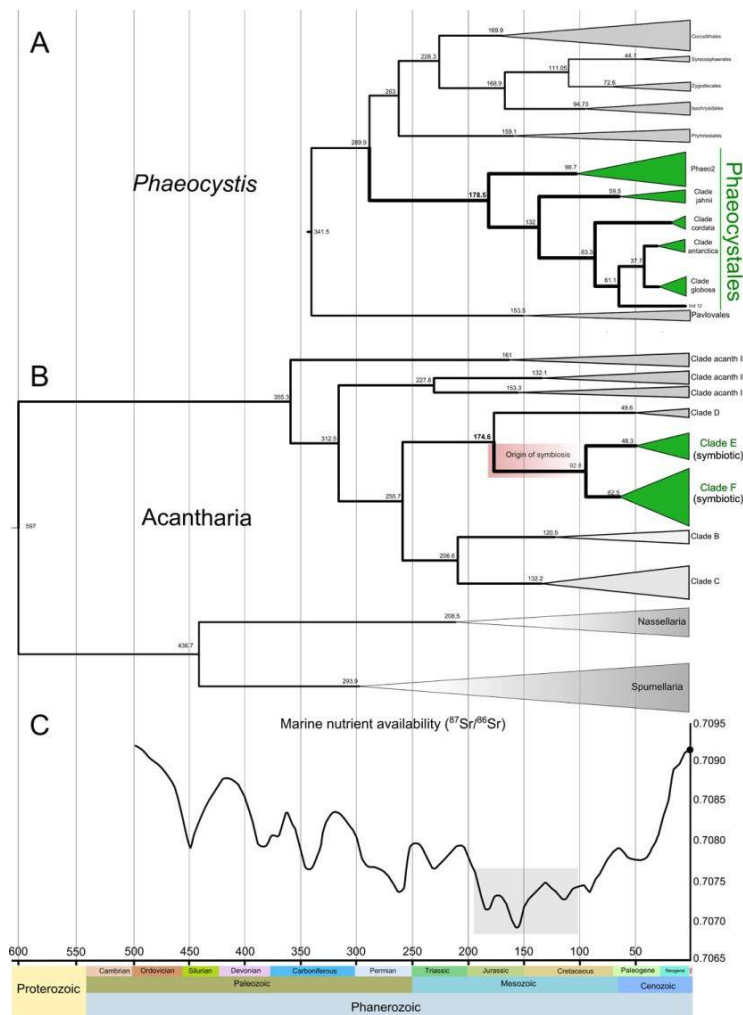 A
Phaeocystis
169.9
Coccolithales
226.3
44.1
Syracosphaerales
111.05
263
168.9
72.6
Zygodiscales
94.73
Isochrysidales
159.1
Prymnesiales
289.9
98.7
Phaeo2
178.5
59.5
Clade
jahnii
132
Clade
cordata
83.3
37.7
Clade
antarctica
341.5
61.1
Clade
globosa
Ind 12
153.5
Pavlovales
Phaeocystales
B
Acantharia
161
Clade acanth I
355.3
132.1
Clade acanth II
227.8
153.3
Clade acanth I
312.5
49.6
Clade D
174.6
Origin of symbiosis
48.3
Clade E
(symbiotic)
92.9
255.7
62.5
Clade F
(symbiotic)
597
120.5
Clade B
206.6
132.2
Clade C
208.5
Nassellaria
436.7
293.9
Spumellaria
C
Marine nutrient availability (⁸⁷Sr/⁸⁶Sr)
0.7095
0.7090
0.7085
0.7080
0.7075
0.7070
0.7065
600 550 500 450 400 350 300 250 200 150 100 50
Cambrian Ordovician Silurian Devonian Carboniferous Permian Triassic Jurassic Cretaceous Paleogene Neogene
Proterozoic Paleozoic Mesozoic Cenozoic
Phanerozoic